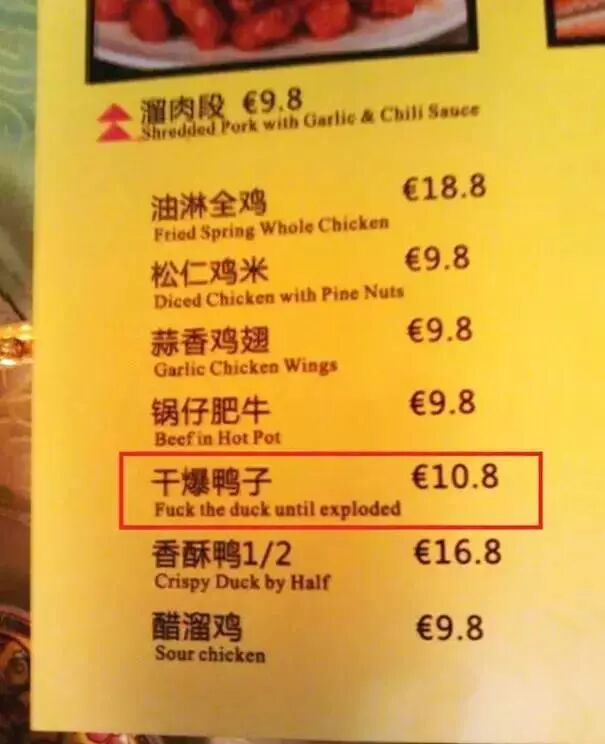 溜肉段 €9.8
Shredded Pork with Garlic & Chili Sauce
油淋全鸡 €18.8
Fried Spring Whole Chicken
松仁鸡米 €9.8
Diced Chicken with Pine Nuts
蒜香鸡翅 €9.8
Garlic Chicken Wings
锅仔肥牛 €9.8
Beef in Hot Pot
干爆鸭子 €10.8
Fuck the duck until exploded
香酥鸭1/2 €16.8
Crispy Duck by Half
醋溜鸡 €9.8
Sour chicken